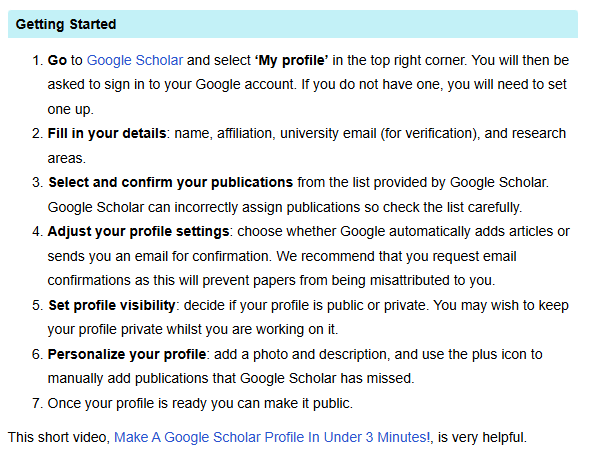 Getting Started
1. Go to Google Scholar and select ‘My profile’ in the top right corner. You will then be
asked to sign in to your Google account. If you do not have one, you will need to set
one up.
2. Fill in your details: name, affiliation, university email (for verification), and research
areas.
3. Select and confirm your publications from the list provided by Google Scholar.
Google Scholar can incorrectly assign publications so check the list carefully.
4. Adjust your profile settings: choose whether Google automatically adds articles or
sends you an email for confirmation. We recommend that you request email
confirmations as this will prevent papers from being misattributed to you.
5. Set profile visibility: decide if your profile is public or private. You may wish to keep
your profile private whilst you are working on it.
6. Personalize your profile: add a photo and description, and use the plus icon to
manually add publications that Google Scholar has missed.
7. Once your profile is ready you can make it public.
This short video, Make A Google Scholar Profile In Under 3 Minutes!, is very helpful.